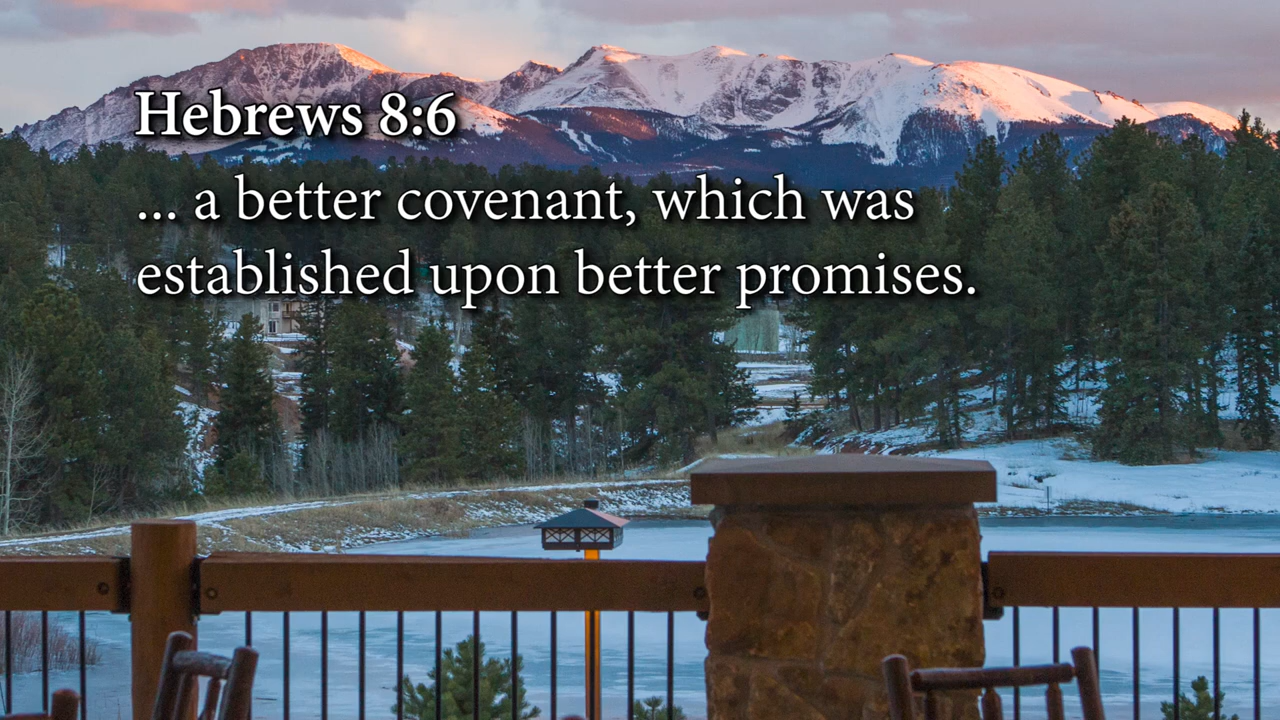 Hebrews 8:6
... a better covenant, which was
established upon better promises.